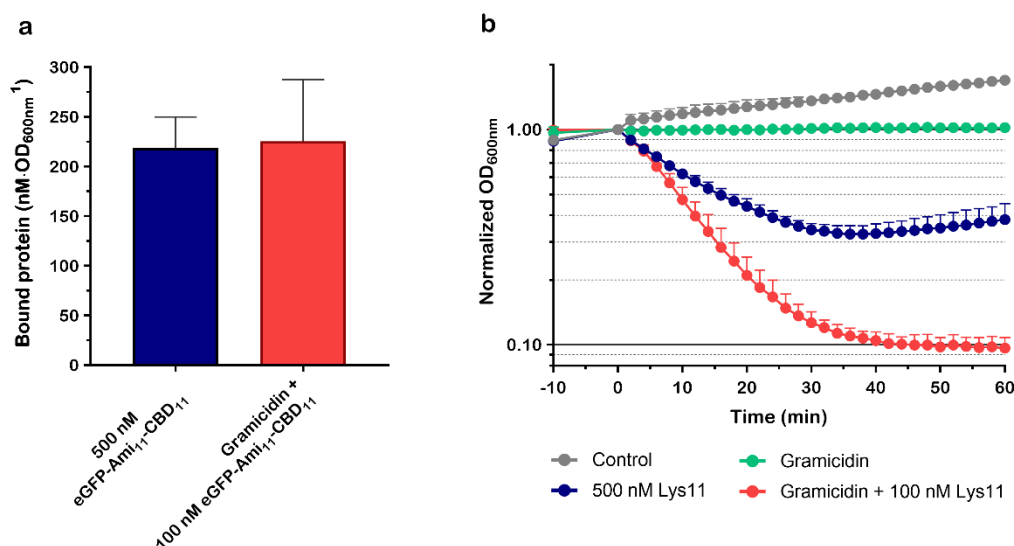 a
Bound protein (nM·OD600nm-1)
300
250
200
150
100
50
0
500 nM
eGFP-Ami11-CBD11
Gramicidin +
100 nM eGFP-Ami11-CBD11
b
Normalized OD600nm
1.00
0.10
-10 0 10 20 30 40 50 60
Time (min)
Control
Gramicidin
500 nM Lys11
Gramicidin + 100 nM Lys11